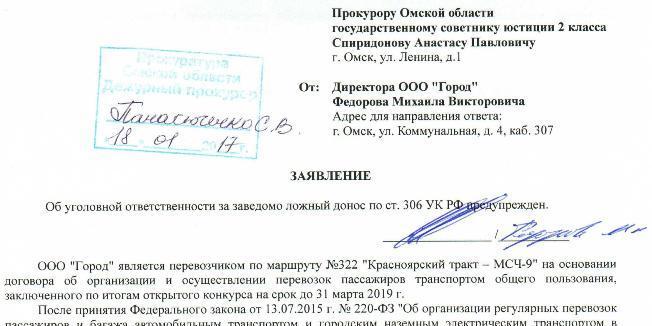 Прокурору Омской области
государственному советнику юстиции 2 класса
Спиридонову Анастасу Павловичу
г. Омск, ул. Ленина, д.1
Прокуратура
Омской области
Дежурный прокурор
Панасюченко С. В.
18 01 2017 г.
От: Директора ООО "Город"
Федорова Михаила Викторовича
Адрес для направления ответа:
г. Омск, ул. Коммунальная, д. 4, каб. 307
ЗАЯВЛЕНИЕ
Об уголовной ответственности за заведомо ложный донос по ст. 306 УК РФ предупрежден.
/
ООО "Город" является перевозчиком по маршруту №322 "Красноярский тракт – МСЧ-9" на основании
договора об организации и осуществлении перевозок пассажиров транспортом общего пользования,
заключенного по итогам открытого конкурса на срок до 31 марта 2019 г.
После принятия Федерального закона от 13.07.2015 г. № 220-ФЗ "Об организации регулярных перевозок
пассажиров и багажа автомобильным транспортом и городским наземным электрическим транспортом в